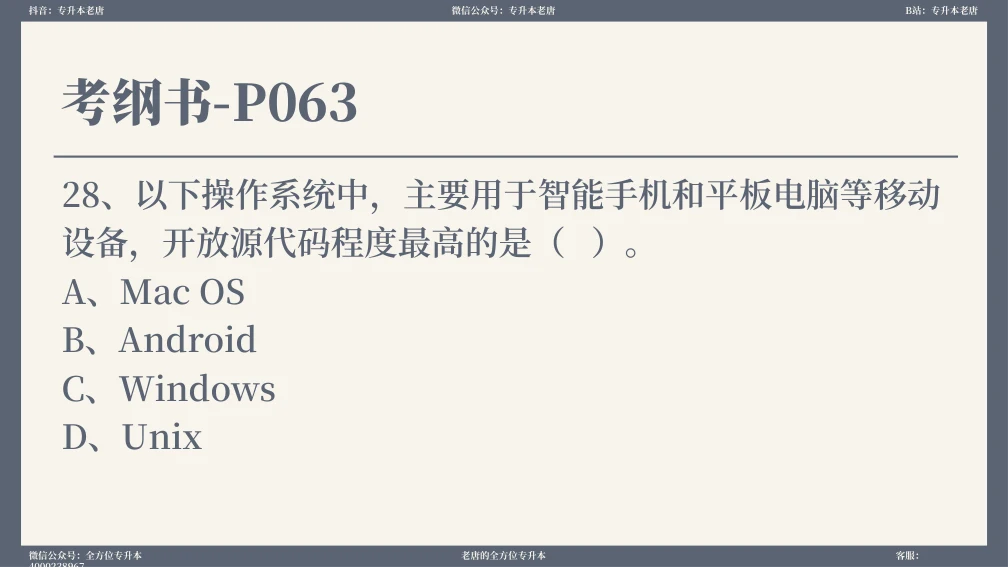 抖音：专升本老唐
微信公众号：专升本老唐
B站：专升本老唐
考纲书-P063
28、以下操作系统中，主要用于智能手机和平板电脑等移动
设备，开放源代码程度最高的是（ ）。
A、Mac OS
B、Android
C、Windows
D、Unix
微信公众号：全方位专升本
老唐的全方位专升本
客服：
4000238967